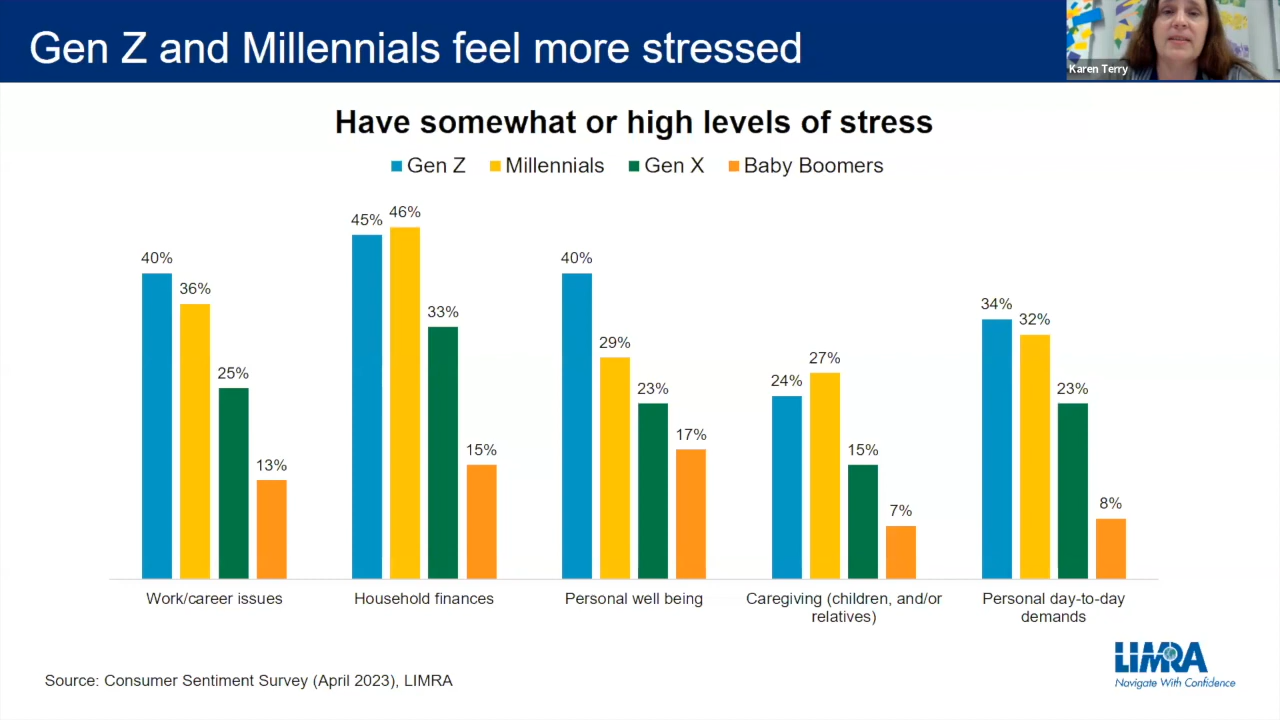 Gen Z and Millennials feel more stressed
Karen Terry
Have somewhat or high levels of stress
Gen Z Millennials Gen X Baby Boomers
40% 36% 25% 13%
45% 46% 33% 15%
40% 29% 23% 17%
24% 27% 15% 7%
34% 32% 23% 8%
Work/career issues
Household finances
Personal well being
Caregiving (children, and/or
relatives)
Personal day-to-day
demands
Source: Consumer Sentiment Survey (April 2023), LIMRA
LIMRA
Navigate With Confidence